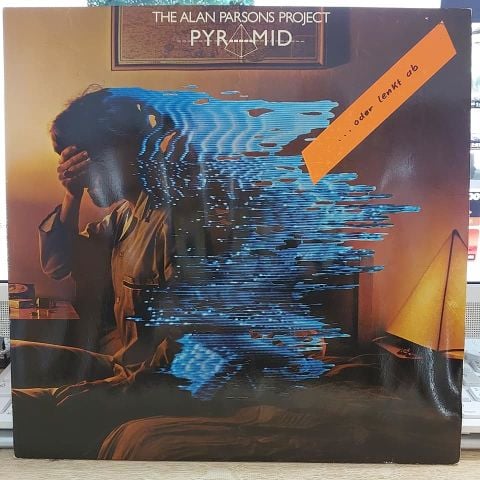 THE ALAN PARSONS PROJECT
PYRAMID
... oder lenkt ab